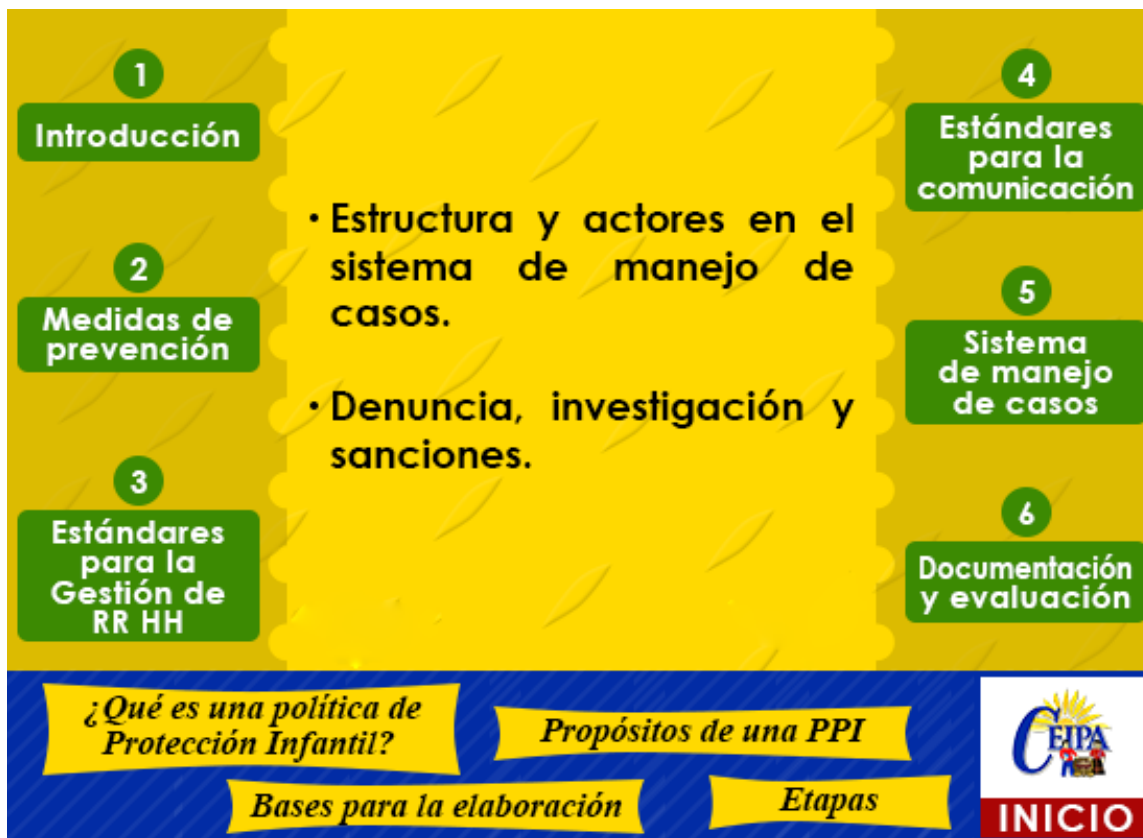 1
Introducción
2
Medidas de
prevención
3
Estándares
para la
Gestión de
RR HH
· Estructura y actores en el
sistema de manejo de
casos.
· Denuncia, investigación y
sanciones.
4
Estándares
para la
comunicación
5
Sistema
de manejo
de casos
6
Documentación
y evaluación
¿Qué es una política de
Protección Infantil?
Propósitos de una PPI
Bases para la elaboración
Etapas
CEIPA
INICIO